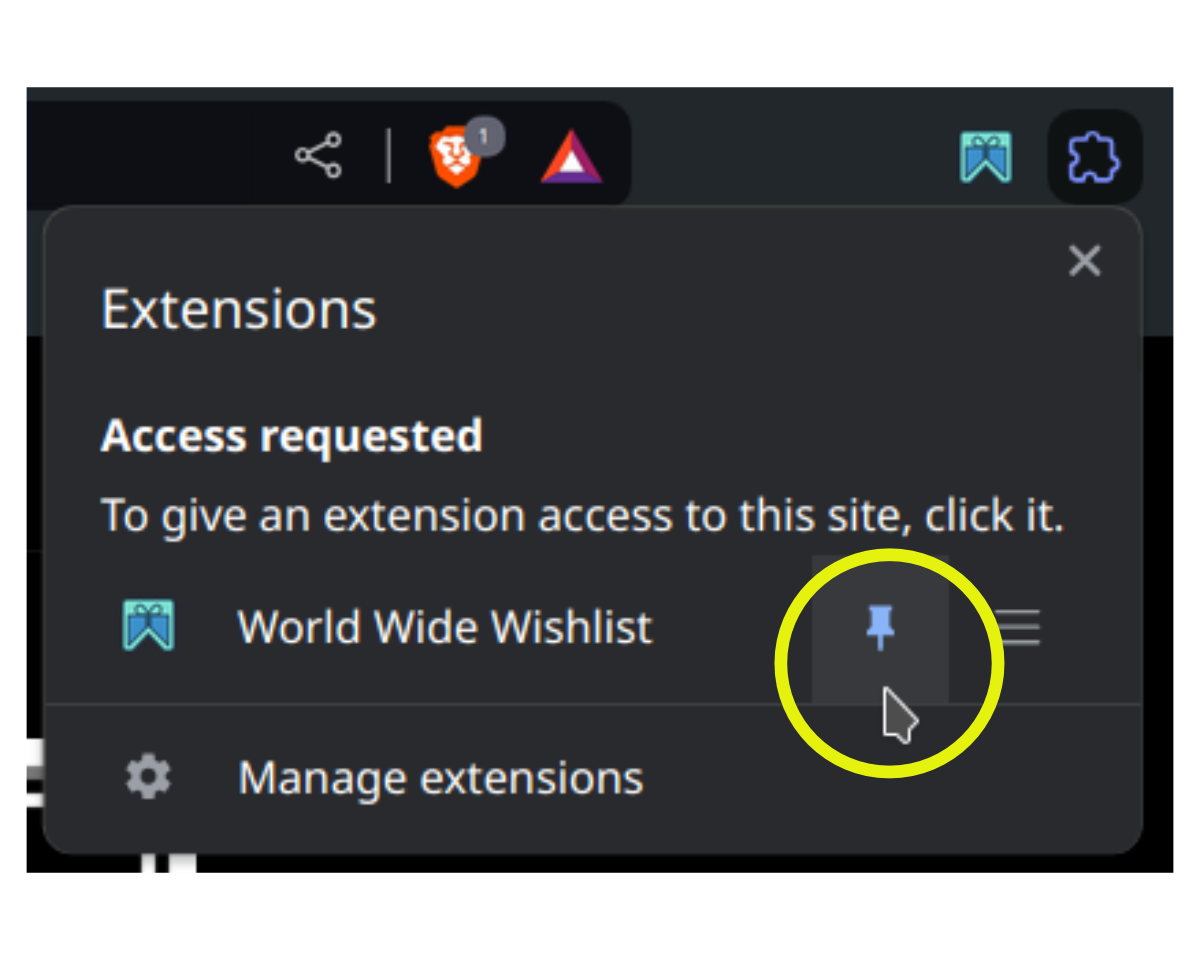 1
Extensions
Access requested
To give an extension access to this site, click it.
World Wide Wishlist
Manage extensions